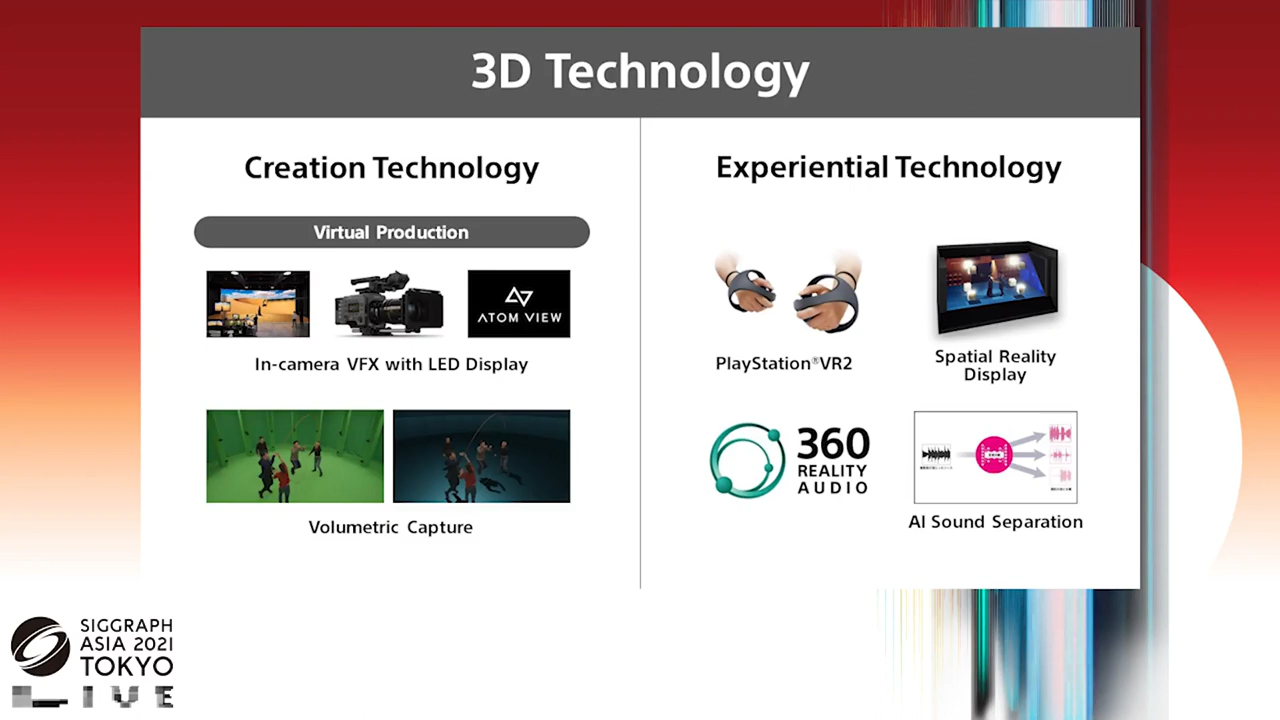 3D Technology
Creation Technology
Virtual Production
ATOM VIEW
In-camera VFX with LED Display
Volumetric Capture
Experiential Technology
PlayStation®VR2
Spatial Reality
Display
360
REALITY
AUDIO
AI Sound Separation
SIGGRAPH
ASIA 2021
TOKYO
LIVE